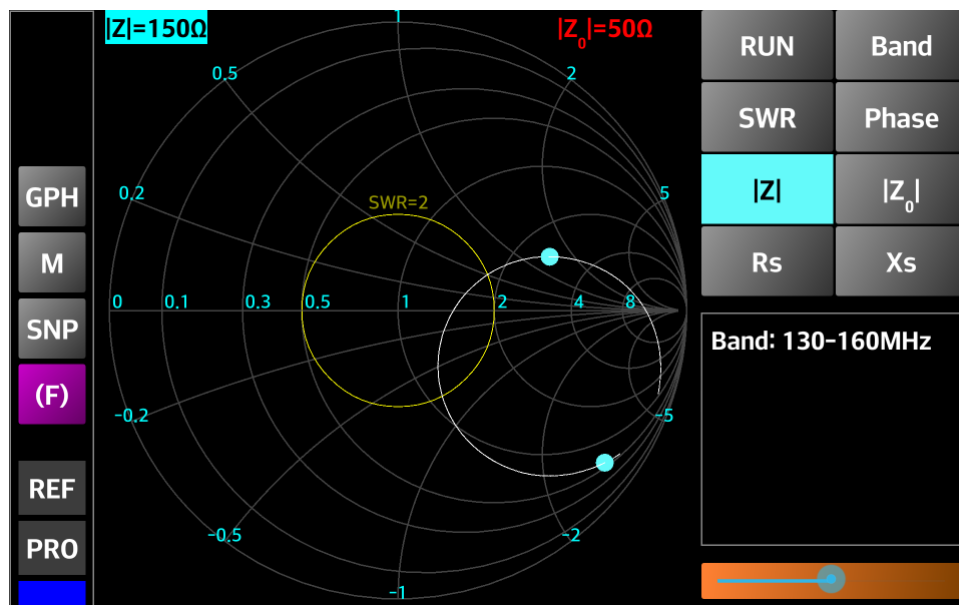 |Z|=150Ω
|Z₀|=50Ω
1
0.5
2
0.2
5
SWR=2
0
0.1
0.3
0.5
1
2
4
8
-0.2
-5
-0.5
-2
-1
GPH
M
SNP
(F)
REF
PRO
RUN
Band
SWR
Phase
|Z|
|Z₀|
Rs
Xs
Band: 130-160MHz